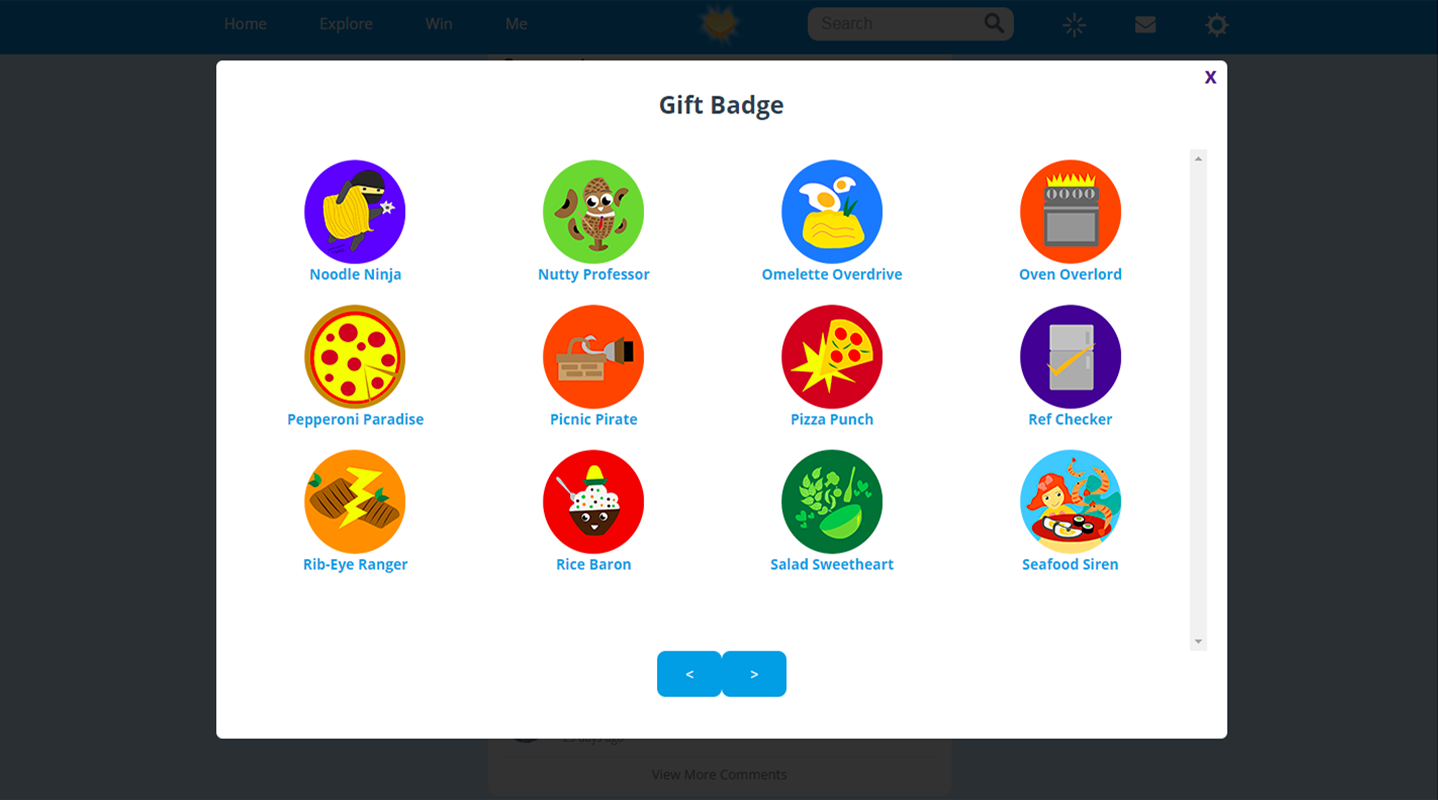 Home Explore Win Me Search
X
Gift Badge
Noodle Ninja Nutty Professor Omelette Overdrive Oven Overlord
Pepperoni Paradise Picnic Pirate Pizza Punch Ref Checker
Rib-Eye Ranger Rice Baron Salad Sweetheart Seafood Siren
< >
View More Comments